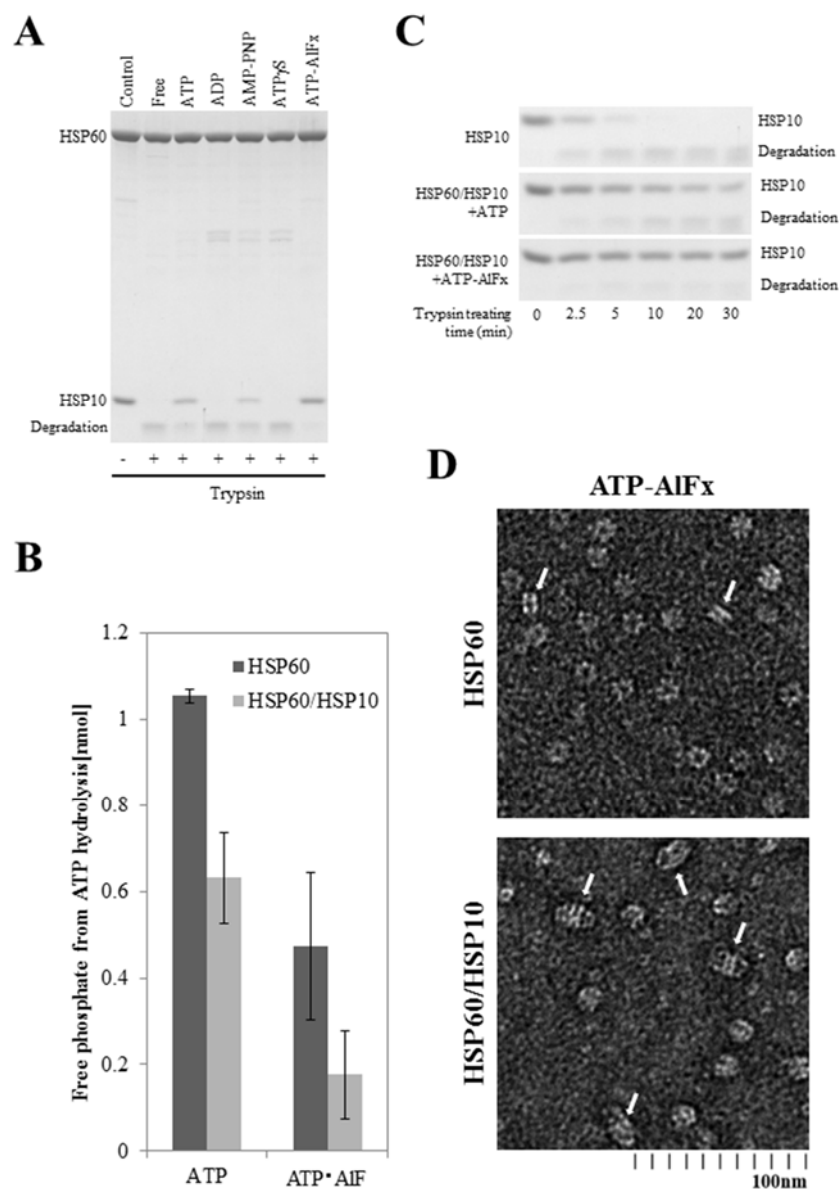 A
Control
Free
ATP
ADP
AMP-PNP
ATPγS
ATP-AlFx
HSP60
HSP10
Degradation
- + + + + + +
Trypsin
B
Free phosphate from ATP hydrolysis[nmol]
1.2
1
0.8
0.6
0.4
0.2
0
HSP60
HSP60/HSP10
ATP
ATP·AlF
C
HSP10
HSP10
Degradation
HSP60/HSP10
+ATP
HSP10
Degradation
HSP60/HSP10
+ATP-AlFx
HSP10
Degradation
Trypsin treating
time (min)
0 2.5 5 10 20 30
D
ATP-AlFx
HSP60
HSP60/HSP10
100nm